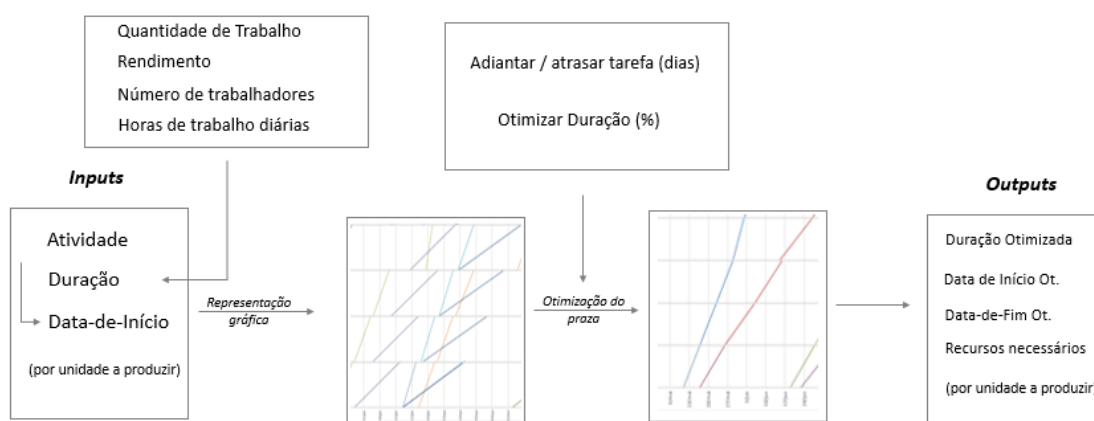 Quantidade de Trabalho
Rendimento
Número de trabalhadores
Horas de trabalho diárias
Adiantar / atrasar tarefa (dias)
Otimizar Duração (%)
Inputs
Atividade
Duração
Data-de-Início
(por unidade a produzir)
Representação
gráfica
Otimização do
praza
Outputs
Duração Otimizada
Data de Início Ot.
Data-de-Fim Ot.
Recursos necessários
(por unidade a produzir)